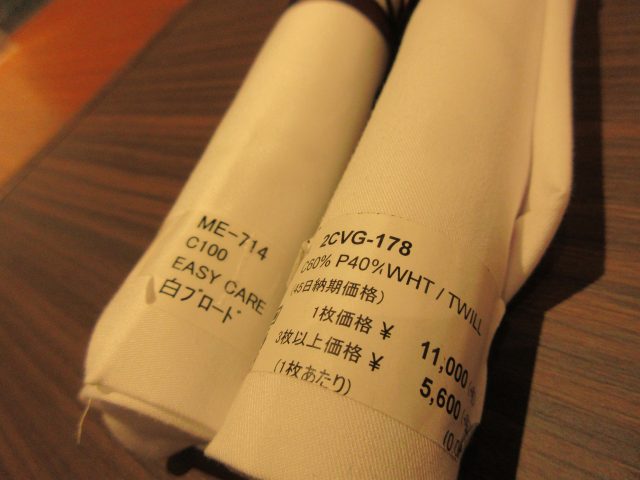 ME-714
C100
EASY CARE
白ブロード
2CVG-178
C60% P40%WHT / TWILL
(45日納期価格)
1枚価格 ¥ 11,000
3枚以上価格 ¥ 5,600
(1枚あたり)